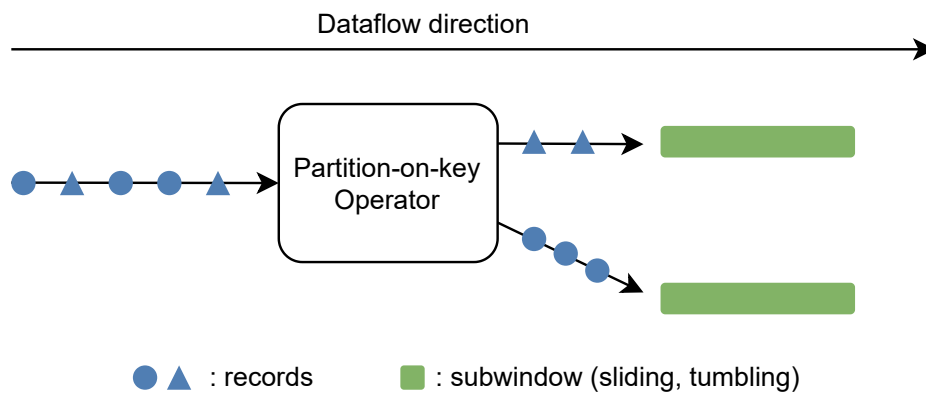 Dataflow direction
Partition-on-key
Operator
: records
: subwindow (sliding, tumbling)